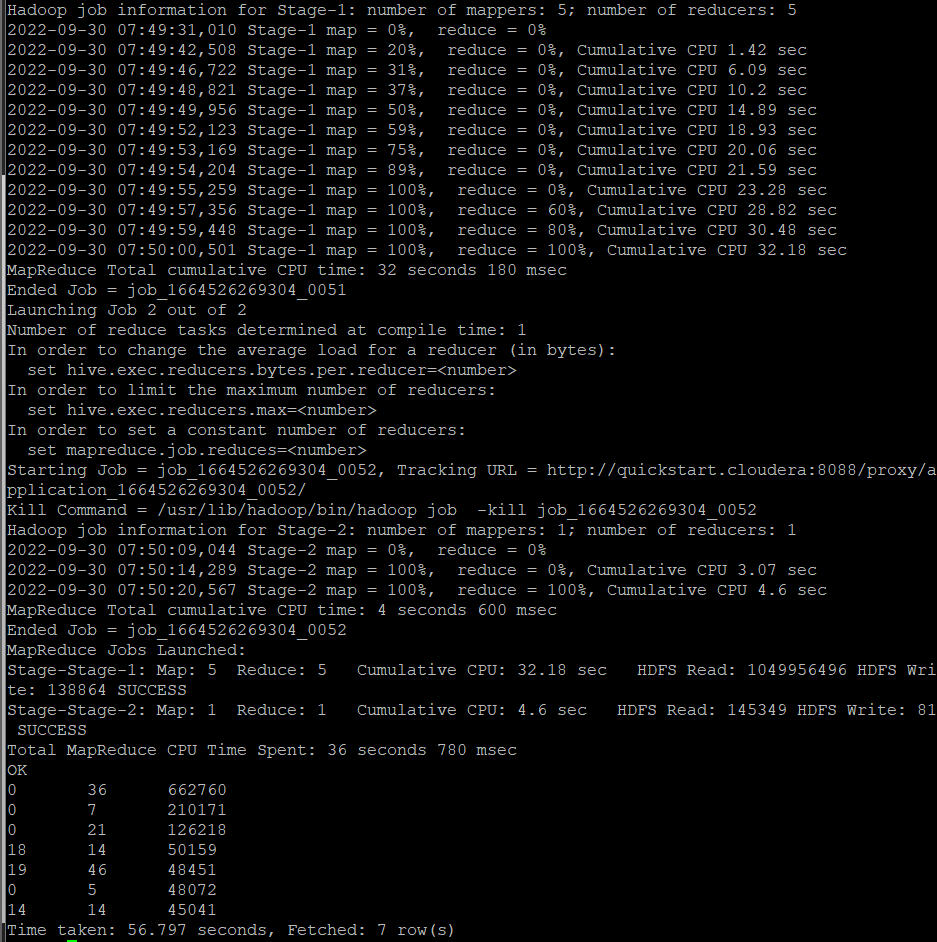 Hadoop job information for Stage-1: number of mappers: 5; number of reducers: 5
2022-09-30 07:49:31,010 Stage-1 map = 0%,  reduce = 0%
2022-09-30 07:49:42,508 Stage-1 map = 20%,  reduce = 0%, Cumulative CPU 1.42 sec
2022-09-30 07:49:46,722 Stage-1 map = 31%,  reduce = 0%, Cumulative CPU 6.09 sec
2022-09-30 07:49:48,821 Stage-1 map = 37%,  reduce = 0%, Cumulative CPU 10.2 sec
2022-09-30 07:49:49,956 Stage-1 map = 50%,  reduce = 0%, Cumulative CPU 14.89 sec
2022-09-30 07:49:52,123 Stage-1 map = 59%,  reduce = 0%, Cumulative CPU 18.93 sec
2022-09-30 07:49:53,169 Stage-1 map = 75%,  reduce = 0%, Cumulative CPU 20.06 sec
2022-09-30 07:49:54,204 Stage-1 map = 89%,  reduce = 0%, Cumulative CPU 21.59 sec
2022-09-30 07:49:55,259 Stage-1 map = 100%,  reduce = 0%, Cumulative CPU 23.28 sec
2022-09-30 07:49:57,356 Stage-1 map = 100%,  reduce = 60%, Cumulative CPU 28.82 sec
2022-09-30 07:49:59,448 Stage-1 map = 100%,  reduce = 80%, Cumulative CPU 30.48 sec
2022-09-30 07:50:00,501 Stage-1 map = 100%,  reduce = 100%, Cumulative CPU 32.18 sec
MapReduce Total cumulative CPU time: 32 seconds 180 msec
Ended Job = job_1664526269304_0051
Launching Job 2 out of 2
Number of reduce tasks determined at compile time: 1
In order to change the average load for a reducer (in bytes):
  set hive.exec.reducers.bytes.per.reducer=<number>
In order to limit the maximum number of reducers:
  set hive.exec.reducers.max=<number>
In order to set a constant number of reducers:
  set mapreduce.job.reduces=<number>
Starting Job = job_1664526269304_0052, Tracking URL = http://quickstart.cloudera:8088/proxy/a
pplication_1664526269304_0052/
Kill Command = /usr/lib/hadoop/bin/hadoop job  -kill job_1664526269304_0052
Hadoop job information for Stage-2: number of mappers: 1; number of reducers: 1
2022-09-30 07:50:09,044 Stage-2 map = 0%,  reduce = 0%
2022-09-30 07:50:14,289 Stage-2 map = 100%,  reduce = 0%, Cumulative CPU 3.07 sec
2022-09-30 07:50:20,567 Stage-2 map = 100%,  reduce = 100%, Cumulative CPU 4.6 sec
MapReduce Total cumulative CPU time: 4 seconds 600 msec
Ended Job = job_1664526269304_0052
MapReduce Jobs Launched:
Stage-Stage-1: Map: 5  Reduce: 5   Cumulative CPU: 32.18 sec   HDFS Read: 1049956496 HDFS Wri
te: 138864 SUCCESS
Stage-Stage-2: Map: 1  Reduce: 1   Cumulative CPU: 4.6 sec   HDFS Read: 145349 HDFS Write: 81
 SUCCESS
Total MapReduce CPU Time Spent: 36 seconds 780 msec
OK
0       36      662760
0       7       210171
0       21      126218
18      14      50159
19      46      48451
0       5       48072
14      14      45041
Time taken: 56.797 seconds, Fetched: 7 row(s)